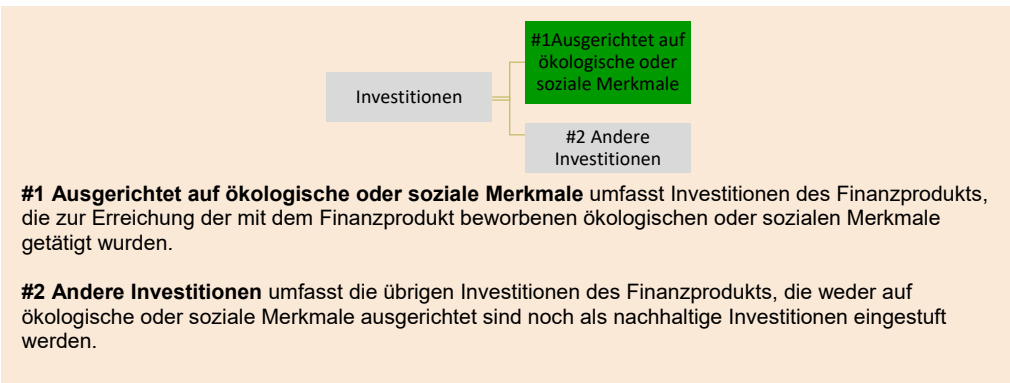 #1Ausgerichtet auf
ökologische oder
soziale Merkmale
Investitionen
#2 Andere
Investitionen
#1 Ausgerichtet auf ökologische oder soziale Merkmale umfasst Investitionen des Finanzprodukts,
die zur Erreichung der mit dem Finanzprodukt beworbenen ökologischen oder sozialen Merkmale
getätigt wurden.
#2 Andere Investitionen umfasst die übrigen Investitionen des Finanzprodukts, die weder auf
ökologische oder soziale Merkmale ausgerichtet sind noch als nachhaltige Investitionen eingestuft
werden.